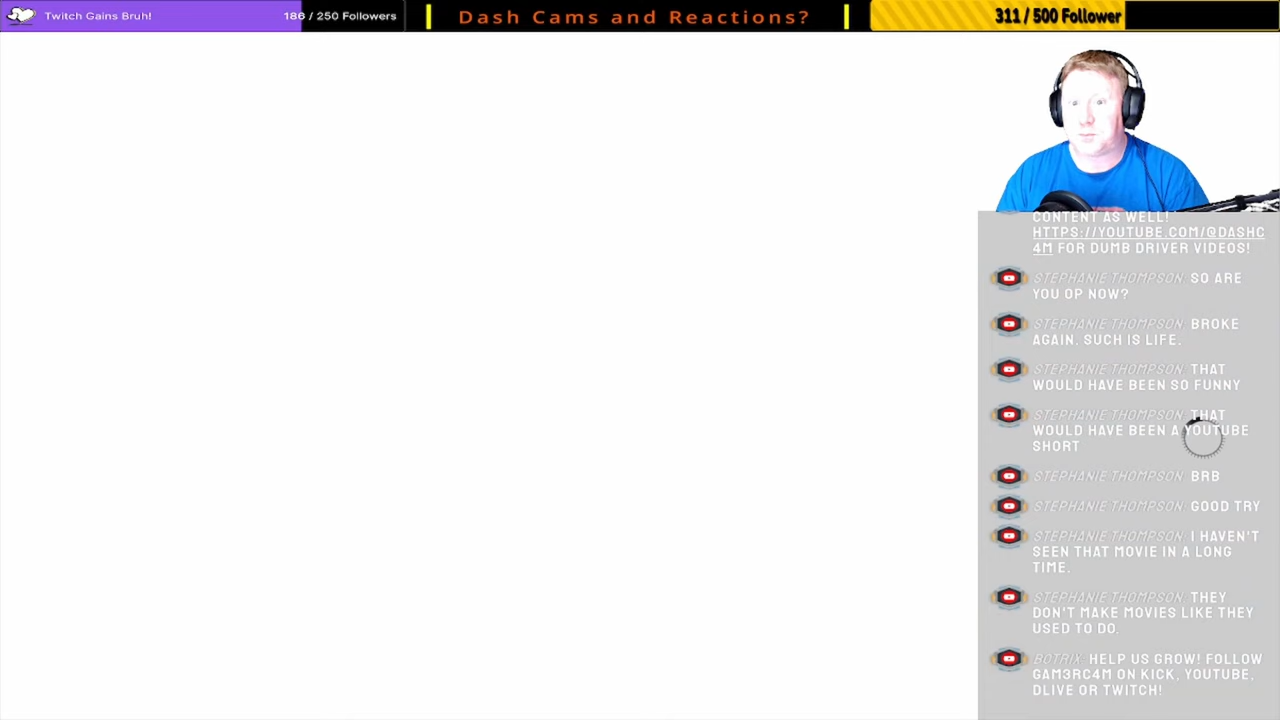 Twitch Gains Bruh!
186 / 250 Followers
Dash Cams and Reactions?
311 / 500 Follower
CONTENT AS WELL!
HTTPS://YOUTUBE.COM/@DASHC
4M FOR DUMB DRIVER VIDEOS!
STEPHANIE THOMPSON: SO ARE
YOU OP NOW?
STEPHANIE THOMPSON: BROKE
AGAIN. SUCH IS LIFE.
STEPHANIE THOMPSON: THAT
WOULD HAVE BEEN SO FUNNY
STEPHANIE THOMPSON: THAT
WOULD HAVE BEEN A YOUTUBE
SHORT
STEPHANIE THOMPSON: BRB
STEPHANIE THOMPSON: GOOD TRY
STEPHANIE THOMPSON: I HAVEN'T
SEEN THAT MOVIE IN A LONG
TIME.
STEPHANIE THOMPSON: THEY
DON'T MAKE MOVIES LIKE THEY
USED TO DO.
BOTRIX: HELP US GROW! FOLLOW
GAM3RC4M ON KICK, YOUTUBE,
DLIVE OR TWITCH!